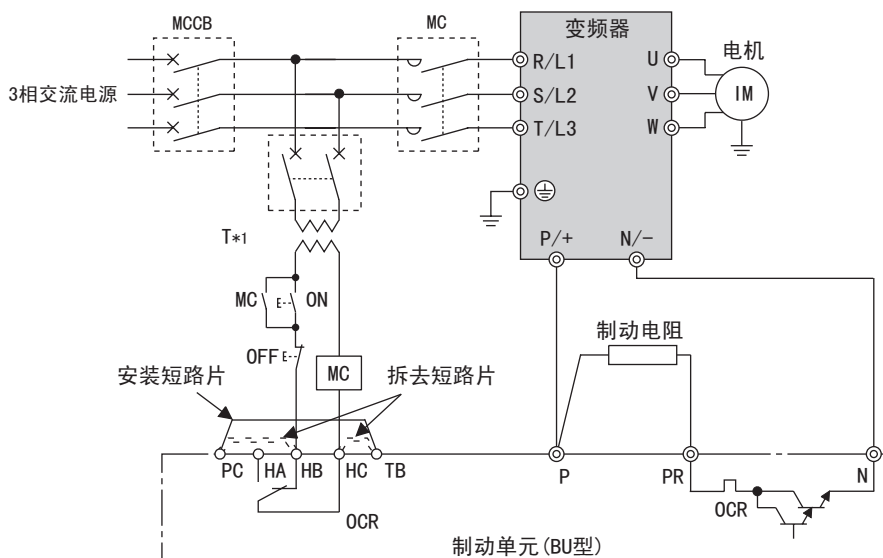 MCCB
MC
变频器
电机
3相交流电源
R/L1
S/L2
T/L3
U
V
W
IM
P/+
N/-
T*1
MC
ON
OFF
MC
制动电阻
安装短路片
拆去短路片
PC
HA
HB
HC
TB
P
PR
N
OCR
OCR
制动单元(BU型)